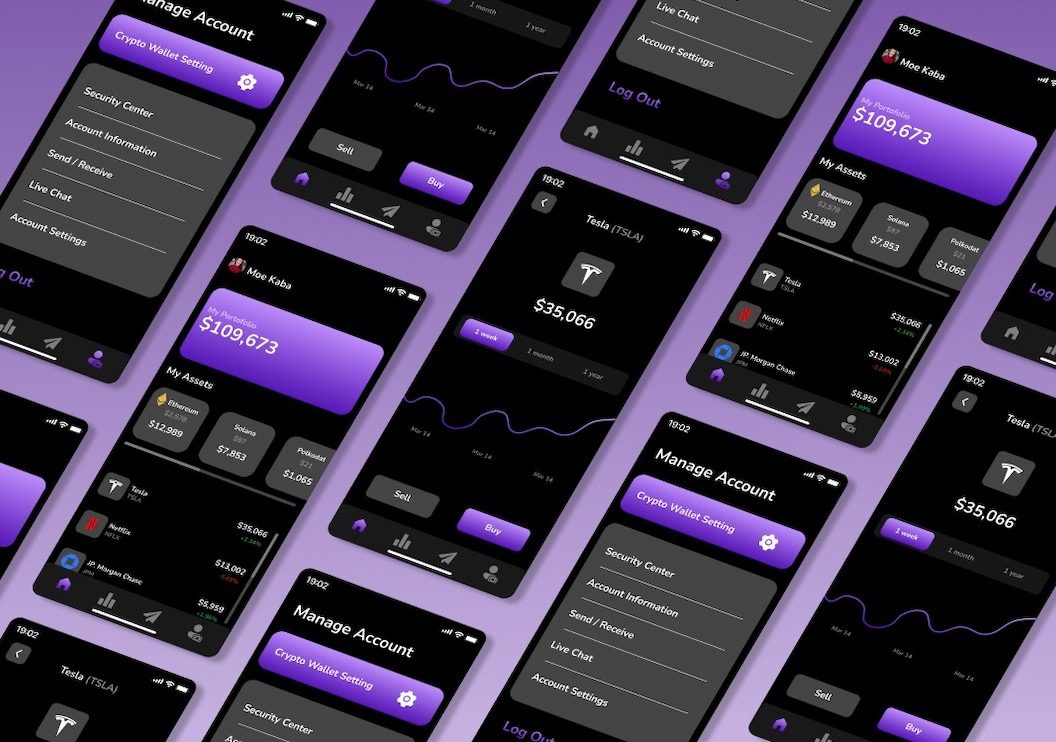 Manage Account
Crypto Wallet Setting
Security Center
Account Information
Send / Receive
Live Chat
Account Settings
Log Out
1 month
1 year
Mar 14
Mar 14
Mar 14
Sell
Buy
Live Chat
Account Settings
Log Out
19:02
Moe Kaba
My Portofolio
$109,673
My Assets
Ethereum
$2,578
$12,989
Solana
$97
$7,853
Polkodat
$21
$1,065
Tesla
TSLA
$35,066
+2.34%
Netflix
NFLX
$13,002
-5.68%
JP. Morgan Chase
JPM
$5,959
+1.99%
Log
19:02
Moe Kaba
My Portofolio
$109,673
My Assets
Ethereum
$2,578
$12,989
Solana
$97
$7,853
Polkodat
$21
$1,065
Tesla
TSLA
$35,066
+2.34%
Netflix
NFLX
$13,002
-5.68%
JP. Morgan Chase
JPM
$5,959
+1.99%
19:02
Tesla (TSLA)
$35,066
1 week
1 month
1 year
Mar 14
Mar 14
Mar 14
Sell
Buy
19:02
Manage Account
Crypto Wallet Setting
Security Center
Account Information
Send / Receive
Live Chat
Account Settings
Log Out
19:02
Tesla (TSLA)
$35,066
1 week
1 month
1 year
Mar 14
Mar 14
Mar 14
Sell
Buy
19:02
Tesla (TSLA)
19:02
Manage Account
Crypto Wallet Setting
Security Center